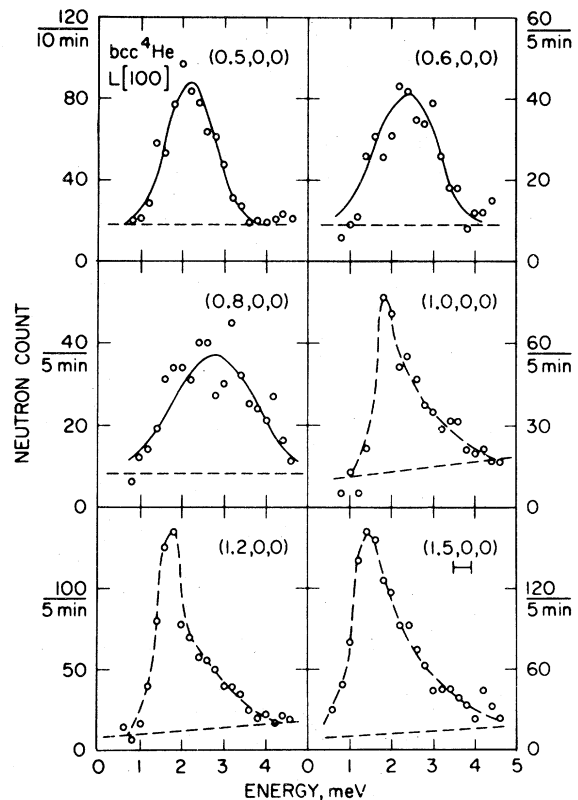 120
10 min
bcc ⁴He
L[100]
(0.5,0,0)
80
40
0
(0.6,0,0)
60
5 min
40
20
0
NEUTRON COUNT
(0.8,0,0)
40
5 min
20
0
(1.0,0,0)
60
5 min
30
0
(1.2,0,0)
100
5 min
50
0
(1.5,0,0)
120
5 min
60
0
0 1 2 3 4 0 1 2 3 4 5
ENERGY, meV